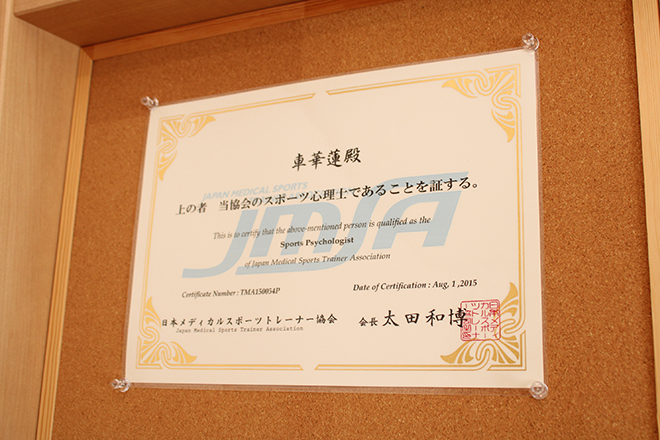 車華蓮殿
JAPAN MEDICAL SPORTS
JMSTA
上の者 当協会のスポーツ心理士であることを証する。
This is to certify that the above-mentioned person is qualified as the
Sports Psychologist
of Japan Medical Sports Trainer Association
Certificate Number : TMA150054P
Date of Certification : Aug, 1 ,2015
日本メディカルスポーツトレーナー協会
Japan Medical Sports Trainer Association
会長 太田和博